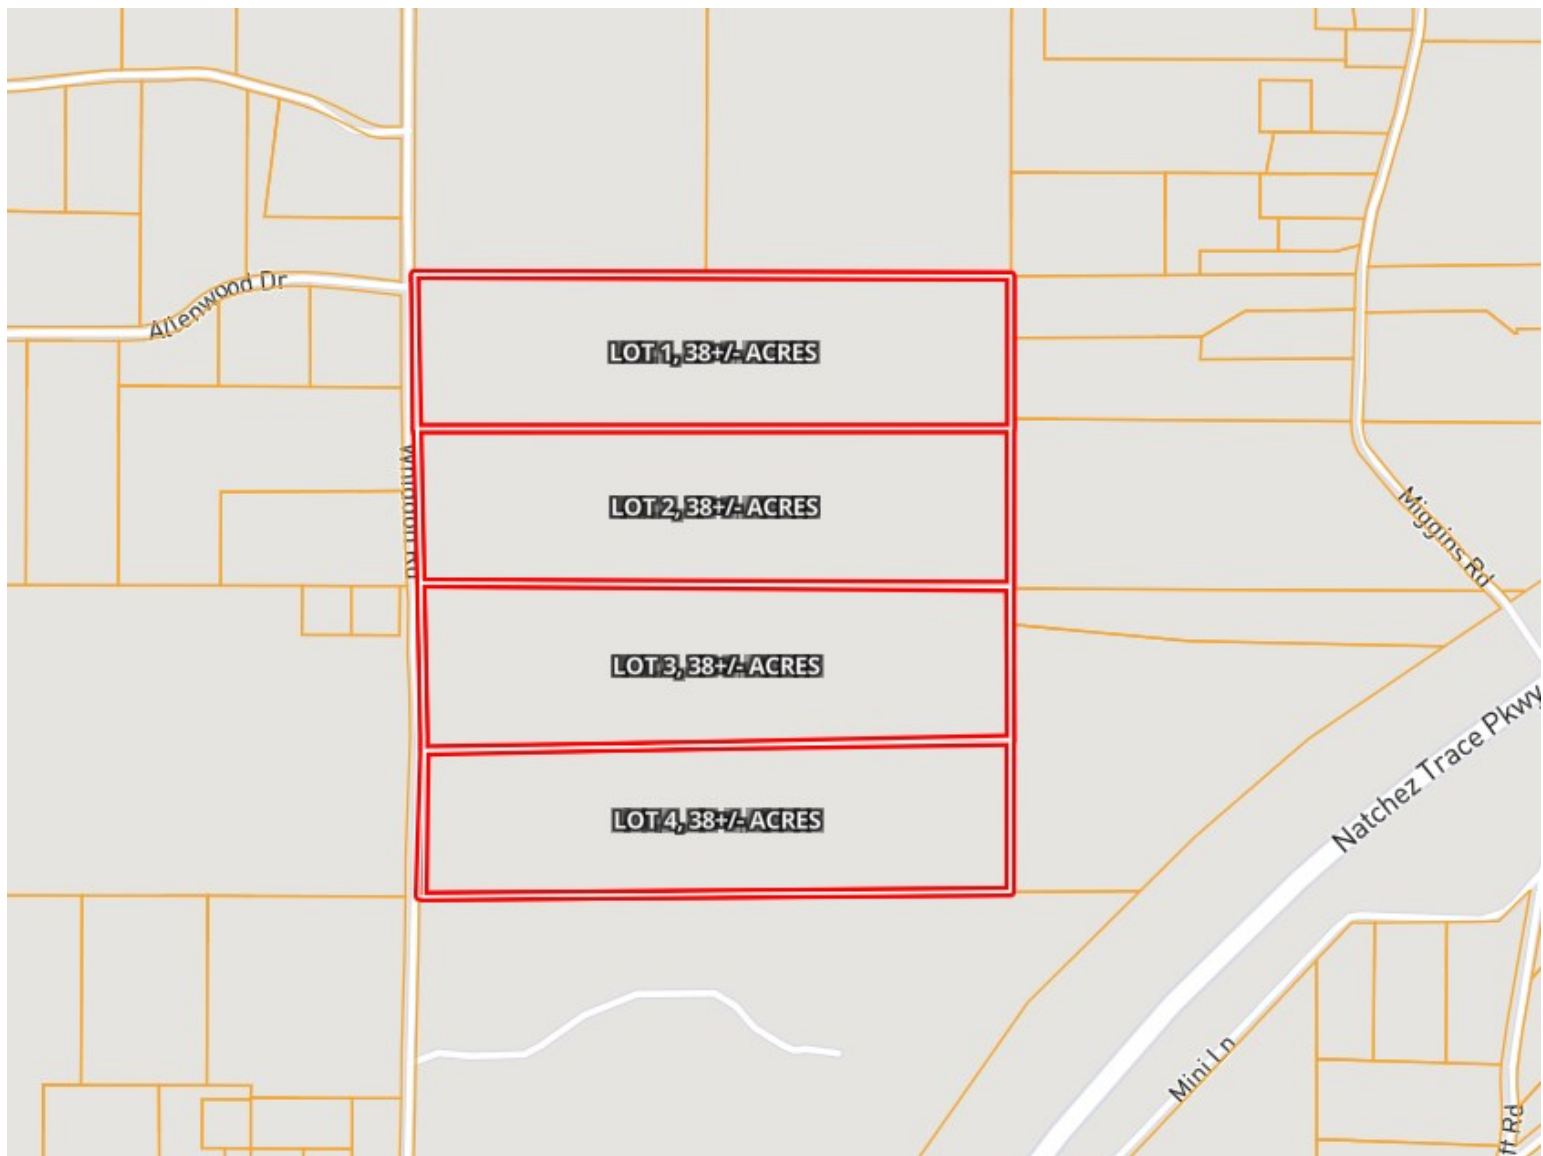 Allenwood Dr
LOT 1, 38+/- ACRES
LOT 2, 38+/- ACRES
Miggins Rd
LOT 3, 38+/- ACRES
Natchez Trace Pkwy
LOT 4, 38+/- ACRES
Mini Ln
Rd